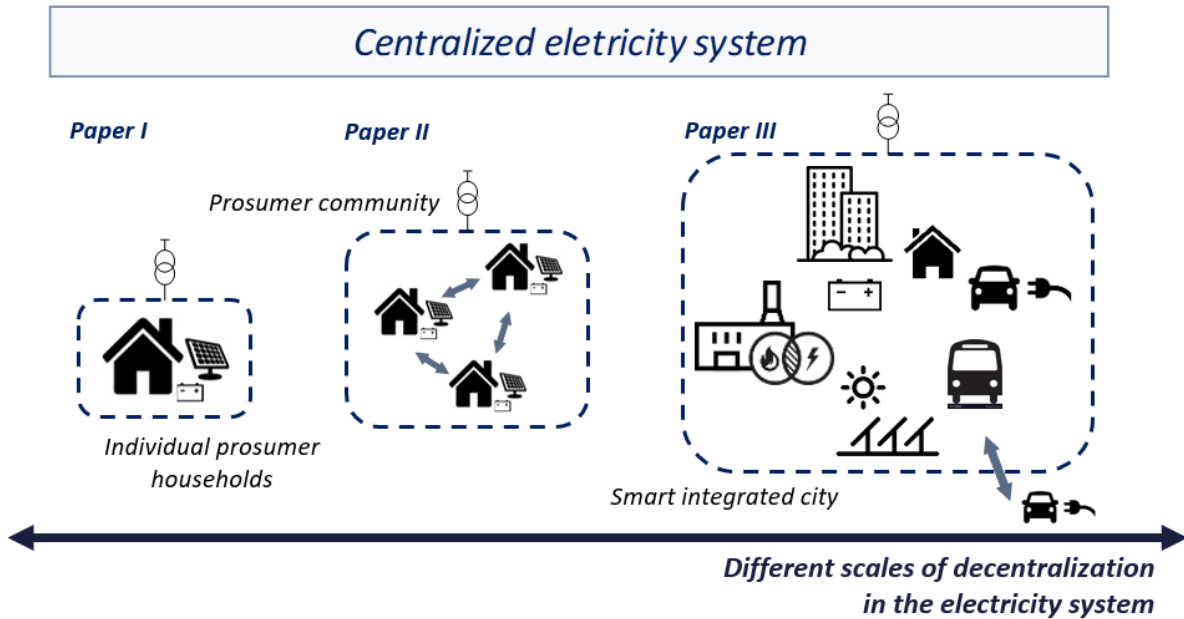 Centralized eletricity system
Paper I
Paper II
Paper III
Prosumer community
Individual prosumer
households
Smart integrated city
Different scales of decentralization
in the electricity system